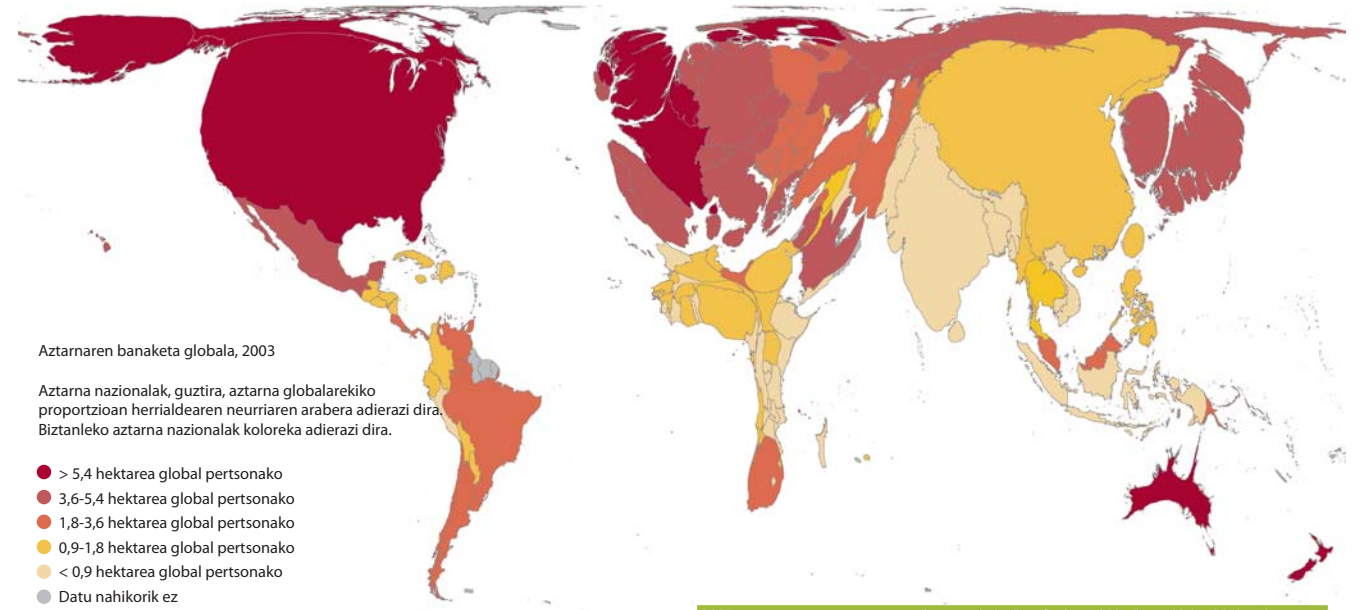 Aztarnaren banaketa globala, 2003
Aztarna nazionalak, guztira, aztarna globalarekiko
proportzioan herrialdearen neurriaren arabera adierazi dira.
Biztanleko aztarna nazionalak koloreka adierazi dira.
> 5,4 hektarea global pertsonako
3,6-5,4 hektarea global pertsonako
1,8-3,6 hektarea global pertsonako
0,9-1,8 hektarea global pertsonako
< 0,9 hektarea global pertsonako
Datu nahikorik ez